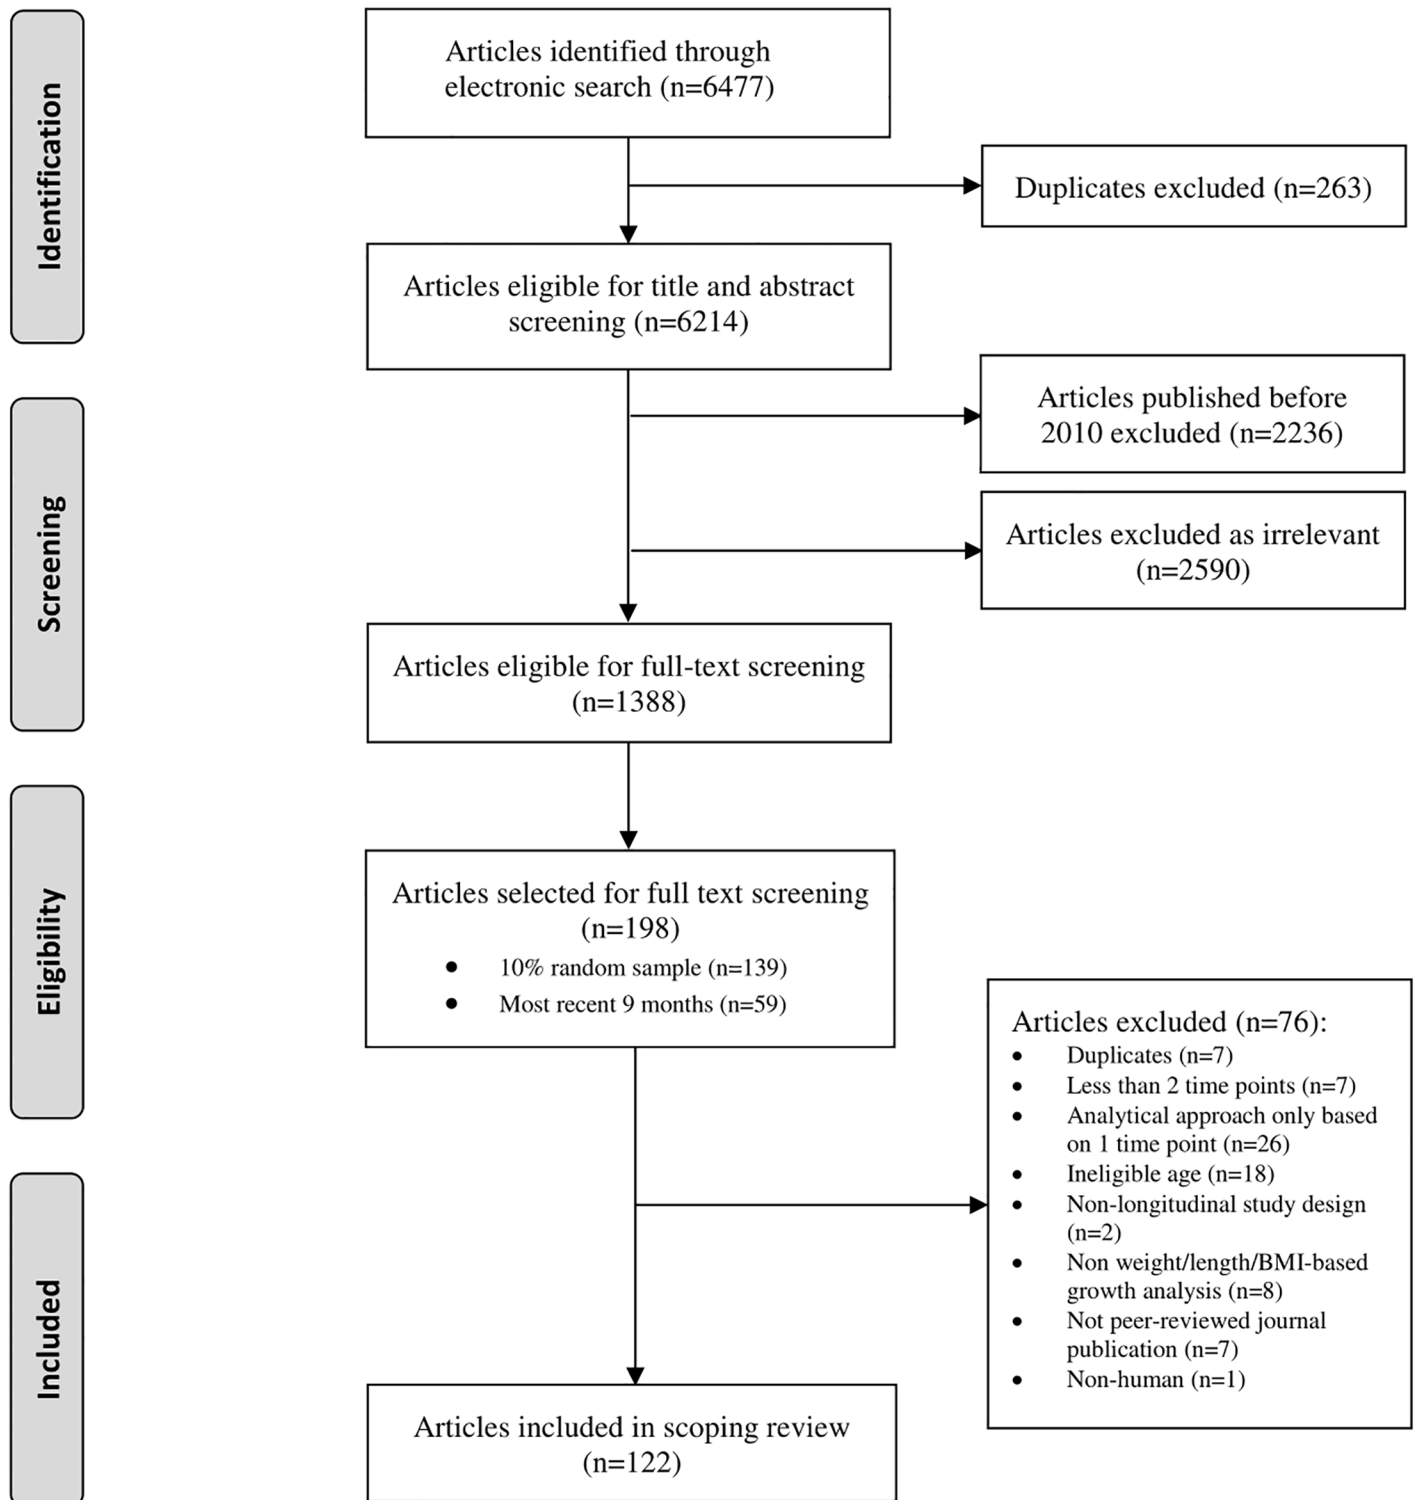 Identification
Articles identified through
electronic search (n=6477)
Duplicates excluded (n=263)
Articles eligible for title and abstract
screening (n=6214)
Screening
Articles published before
2010 excluded (n=2236)
Articles excluded as irrelevant
(n=2590)
Articles eligible for full-text screening
(n=1388)
Eligibility
Articles selected for full text screening
(n=198)
• 10% random sample (n=139)
• Most recent 9 months (n=59)
Articles excluded (n=76):
• Duplicates (n=7)
• Less than 2 time points (n=7)
• Analytical approach only based
on 1 time point (n=26)
• Ineligible age (n=18)
• Non-longitudinal study design
(n=2)
• Non weight/length/BMI-based
growth analysis (n=8)
• Not peer-reviewed journal
publication (n=7)
• Non-human (n=1)
Included
Articles included in scoping review
(n=122)